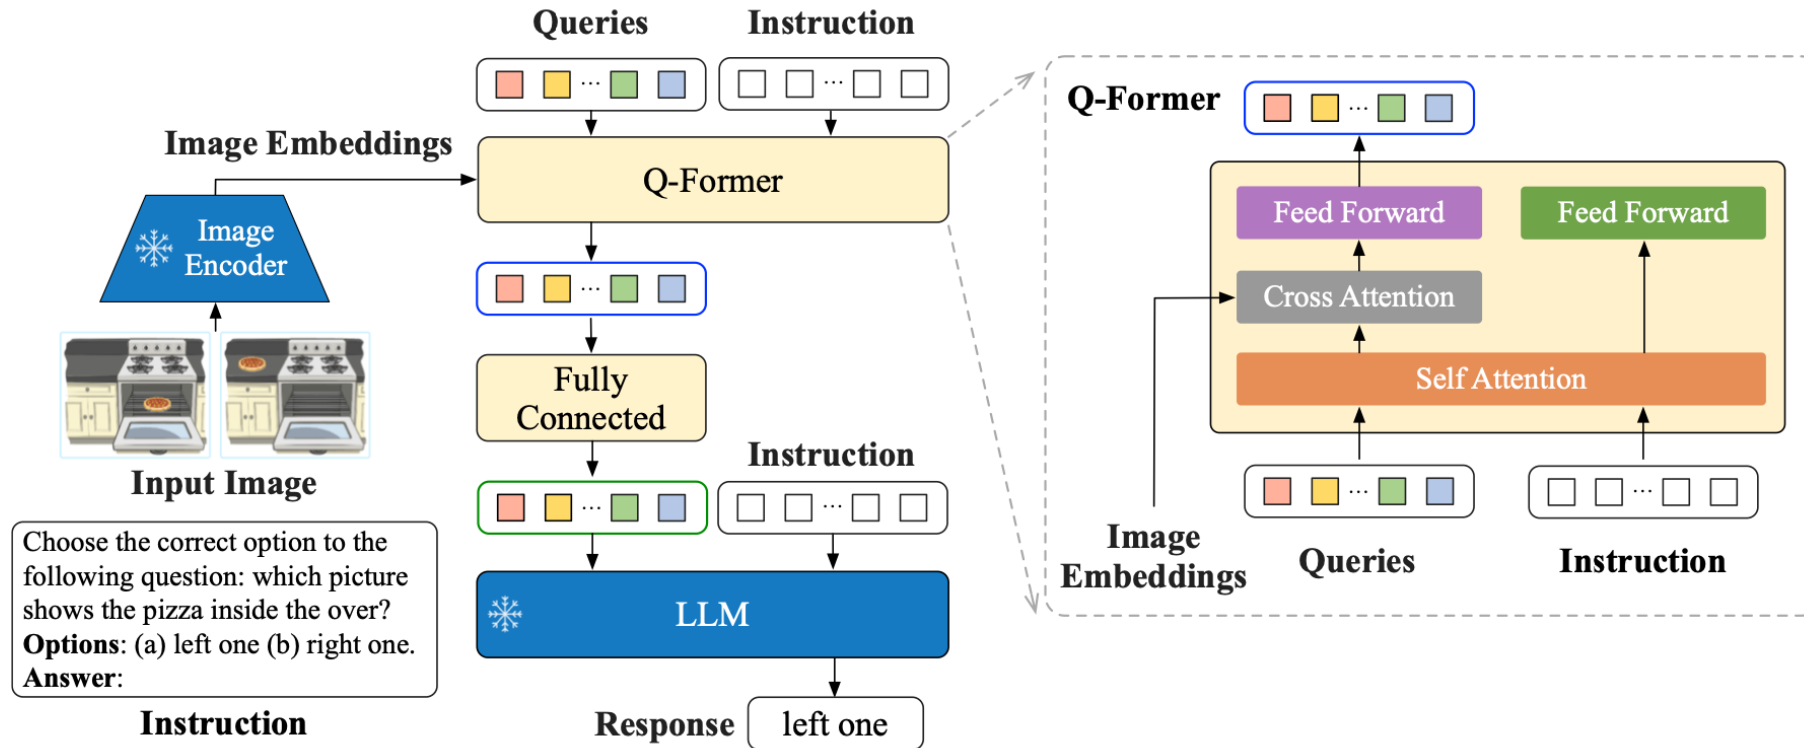 Queries
Instruction
...
...
Image Embeddings
Q-Former
Image
Encoder
...
Fully
Connected
Input Image
Instruction
...
...
Choose the correct option to the
following question: which picture
shows the pizza inside the over?
Options: (a) left one (b) right one.
Answer:
Instruction
LLM
Response
left one
Q-Former
...
Feed Forward
Feed Forward
Cross Attention
Self Attention
...
...
Image
Embeddings
Queries
Instruction